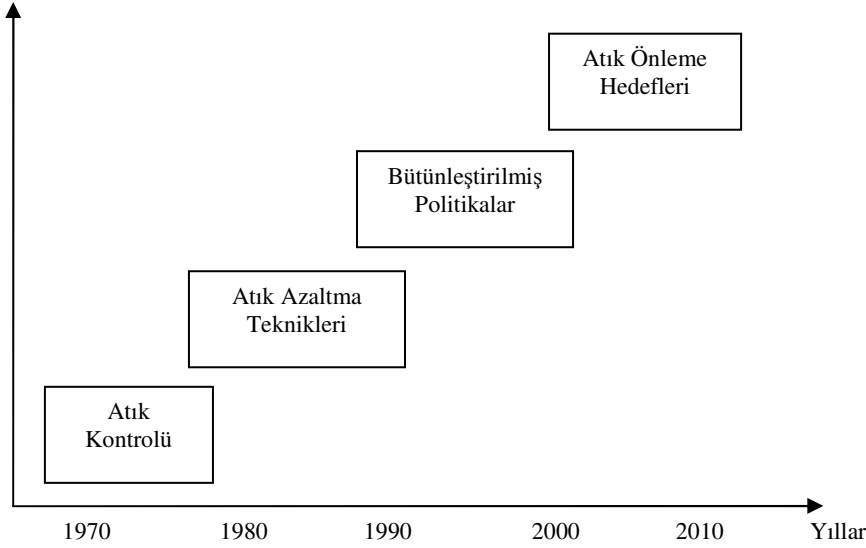 Atık Önleme
Hedefleri
Bütünleştirilmiş
Politikalar
Atık Azaltma
Teknikleri
Atık
Kontrolü
1970 1980 1990 2000 2010 Yıllar